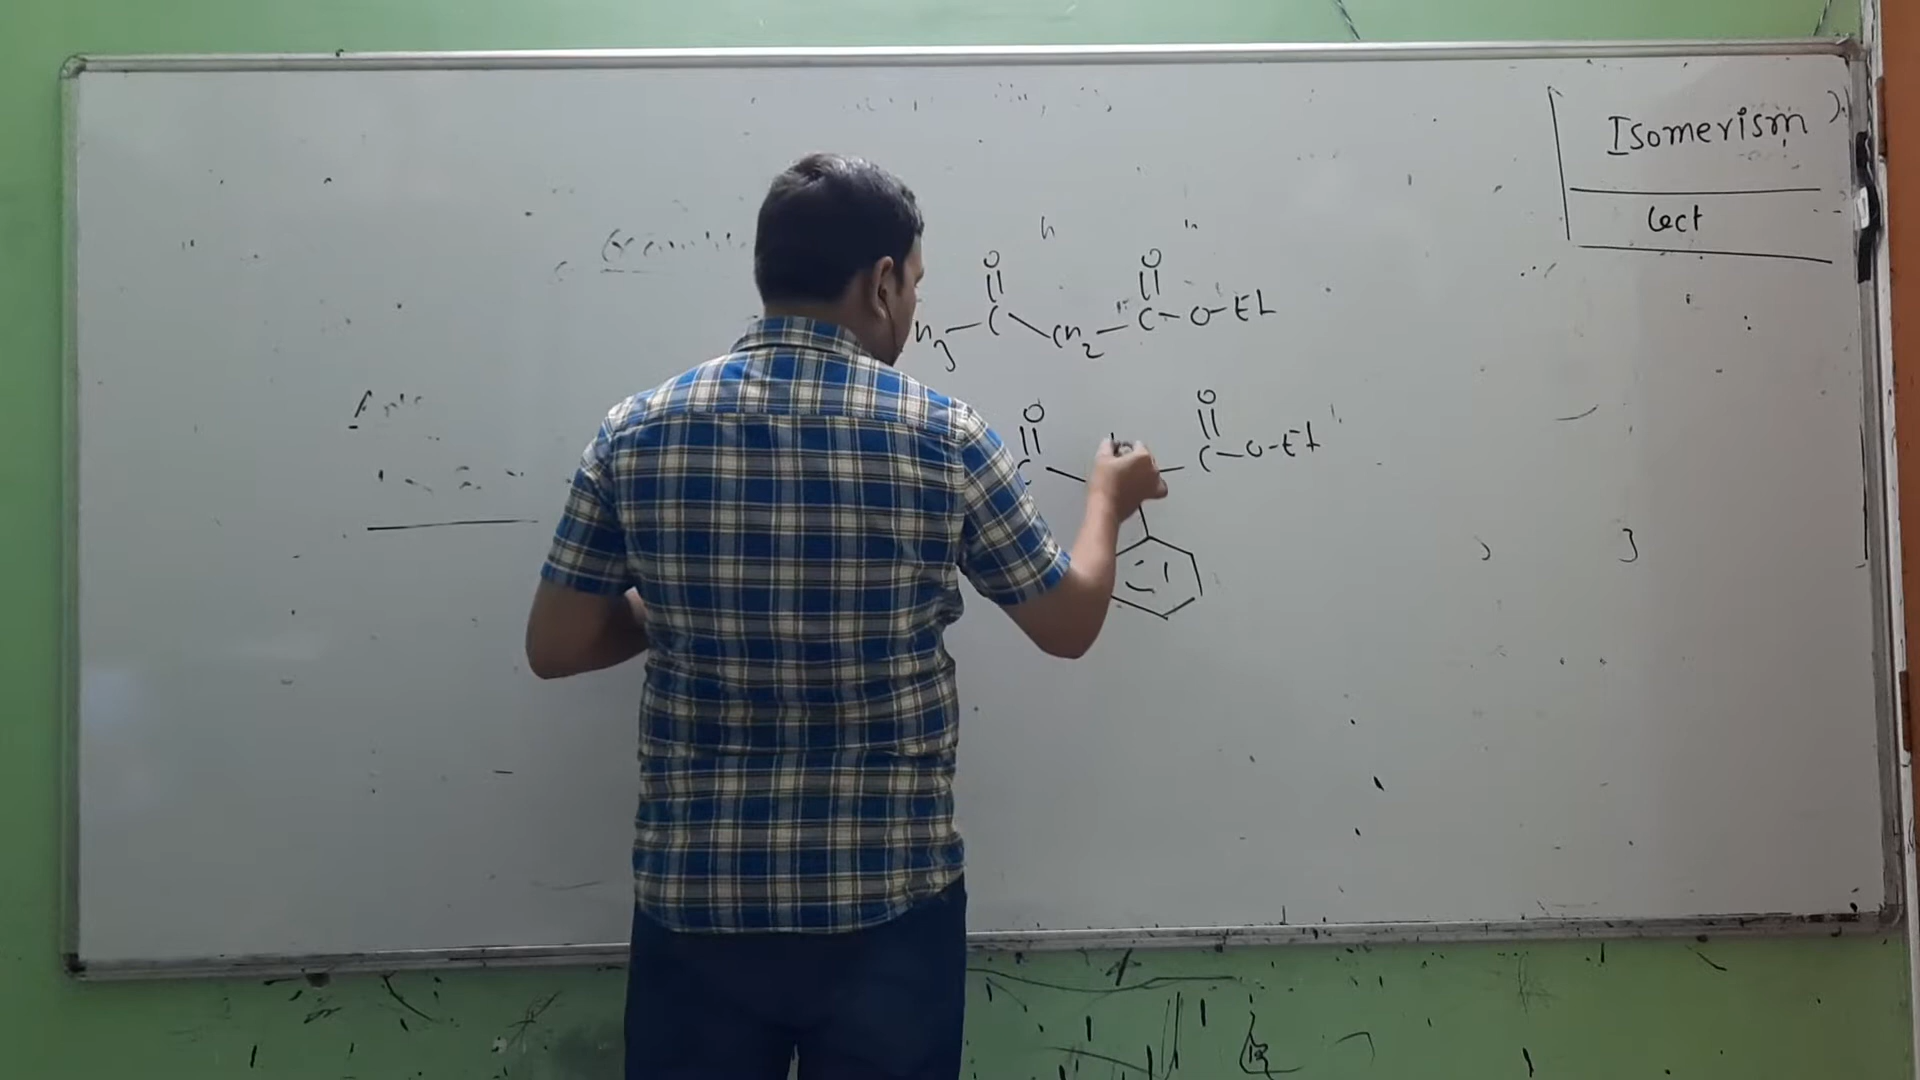 Isomerism
Lect
O O
H3 - C - CH2 - C - O - Et
O O
C - C - O - Et